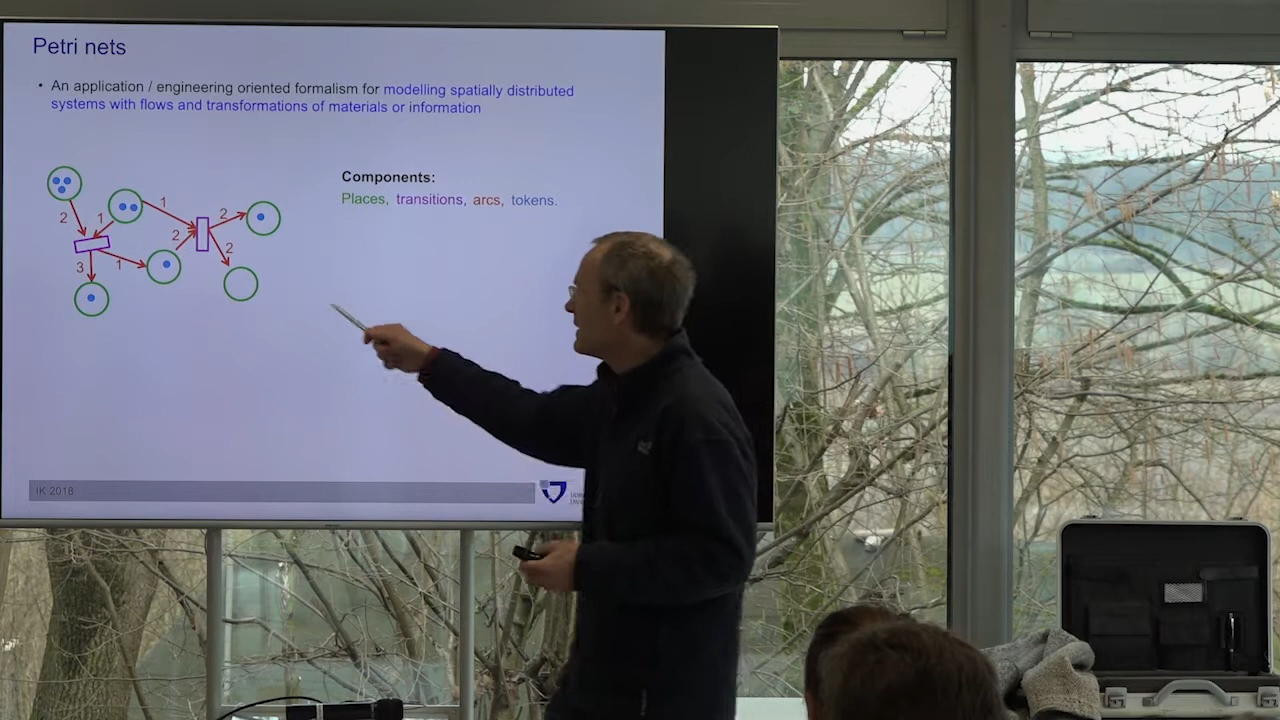 Petri nets
• An application / engineering oriented formalism for modelling spatially distributed
systems with flows and transformations of materials or information
Components:
Places, transitions, arcs, tokens.
2
1
1
2
2
2
3
1
IK 2018